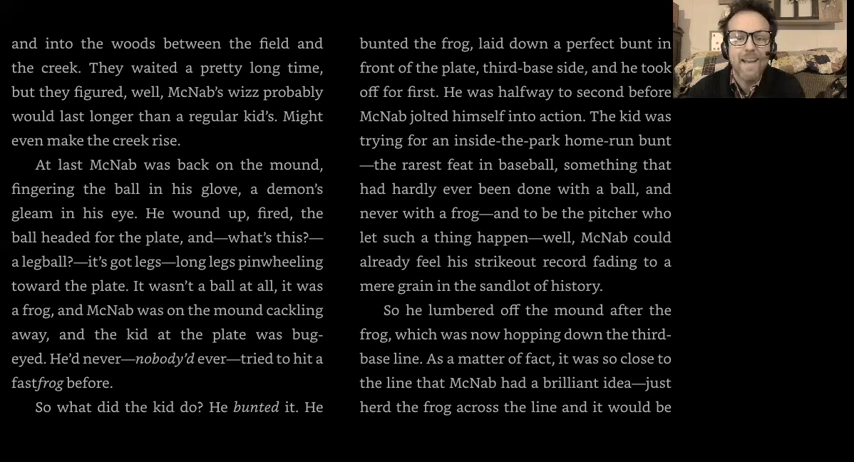 and into the woods between the field and
the creek. They waited a pretty long time,
but they figured, well, McNab’s wizz probably
would last longer than a regular kid’s. Might
even make the creek rise.
At last McNab was back on the mound,
fingering the ball in his glove, a demon’s
gleam in his eye. He wound up, fired, the
ball headed for the plate, and—what’s this?—
a legball?—it’s got legs—long legs pinwheeling
toward the plate. It wasn’t a ball at all, it was
a frog, and McNab was on the mound cackling
away, and the kid at the plate was bug-
eyed. He’d never—nobody’d ever—tried to hit a
fastfrog before.
So what did the kid do? He bunted it. He
bunted the frog, laid down a perfect bunt in
front of the plate, third-base side, and he took
off for first. He was halfway to second before
McNab jolted himself into action. The kid was
trying for an inside-the-park home-run bunt
—the rarest feat in baseball, something that
had hardly ever been done with a ball, and
never with a frog—and to be the pitcher who
let such a thing happen—well, McNab could
already feel his strikeout record fading to a
mere grain in the sandlot of history.
So he lumbered off the mound after the
frog, which was now hopping down the third-
base line. As a matter of fact, it was so close to
the line that McNab had a brilliant idea—just
herd the frog across the line and it would be